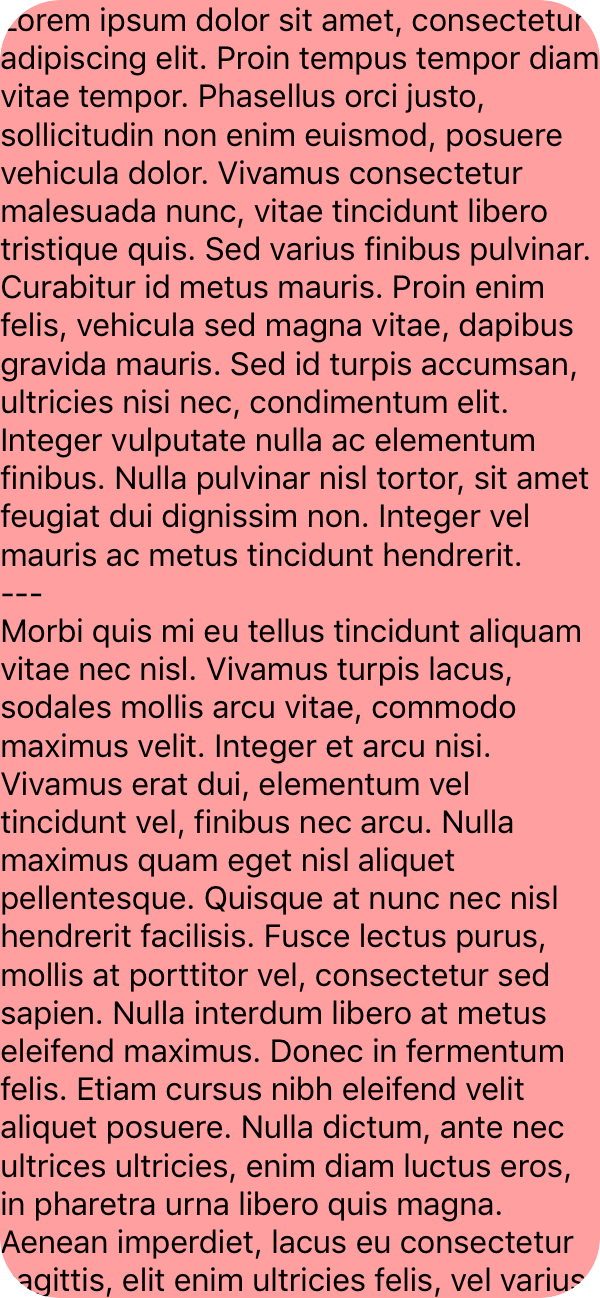 Lorem ipsum dolor sit amet, consectetur
adipiscing elit. Proin tempus tempor diam
vitae tempor. Phasellus orci justo,
sollicitudin non enim euismod, posuere
vehicula dolor. Vivamus consectetur
malesuada nunc, vitae tincidunt libero
tristique quis. Sed varius finibus pulvinar.
Curabitur id metus mauris. Proin enim
felis, vehicula sed magna vitae, dapibus
gravida mauris. Sed id turpis accumsan,
ultricies nisi nec, condimentum elit.
Integer vulputate nulla ac elementum
finibus. Nulla pulvinar nisl tortor, sit amet
feugiat dui dignissim non. Integer vel
mauris ac metus tincidunt hendrerit.
---
Morbi quis mi eu tellus tincidunt aliquam
vitae nec nisl. Vivamus turpis lacus,
sodales mollis arcu vitae, commodo
maximus velit. Integer et arcu nisi.
Vivamus erat dui, elementum vel
tincidunt vel, finibus nec arcu. Nulla
maximus quam eget nisl aliquet
pellentesque. Quisque at nunc nec nisl
hendrerit facilisis. Fusce lectus purus,
mollis at porttitor vel, consectetur sed
sapien. Nulla interdum libero at metus
eleifend maximus. Donec in fermentum
felis. Etiam cursus nibh eleifend velit
aliquet posuere. Nulla dictum, ante nec
ultrices ultricies, enim diam luctus eros,
in pharetra urna libero quis magna.
Aenean imperdiet, lacus eu consectetur
sagittis, elit enim ultricies felis, vel varius